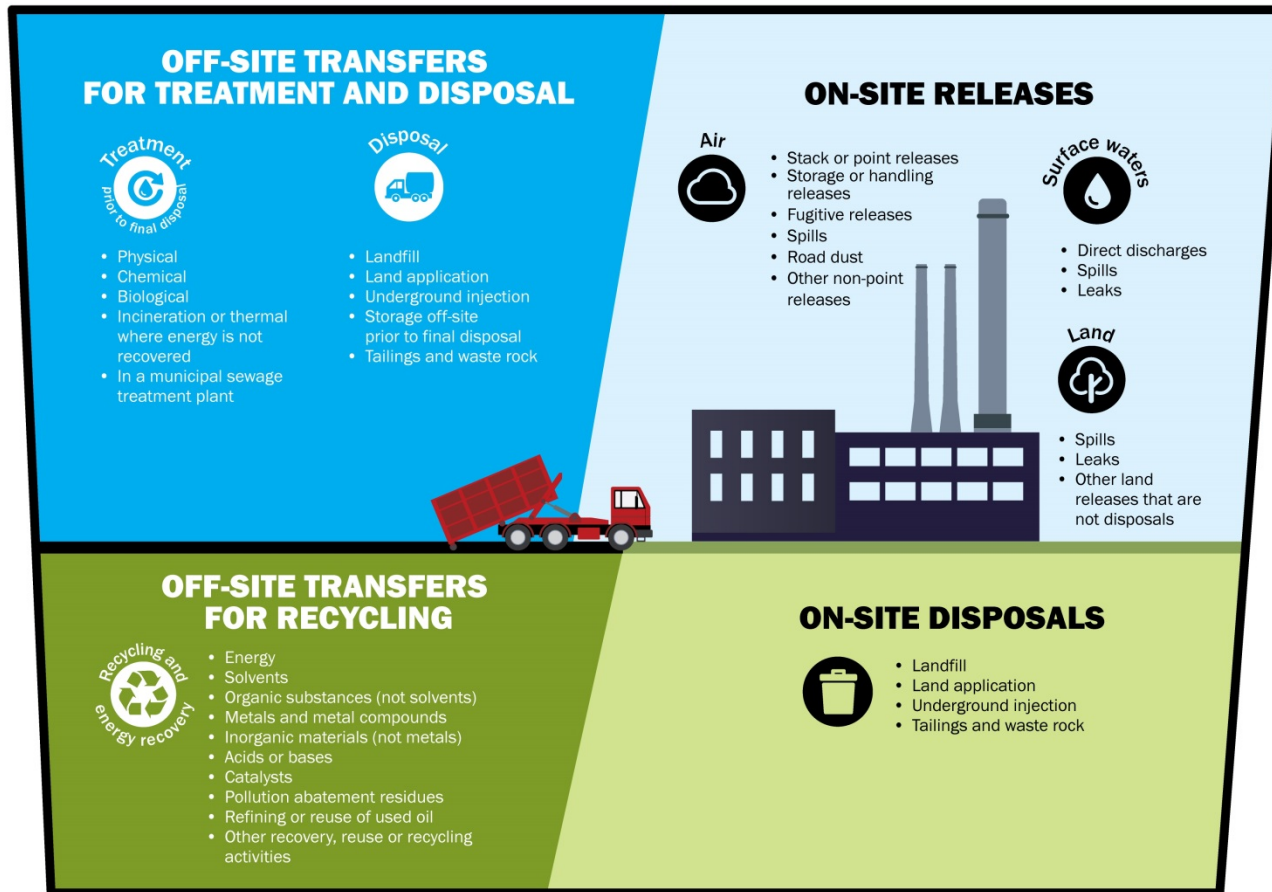 OFF-SITE TRANSFERS
FOR TREATMENT AND DISPOSAL
Treatment
prior to final disposal
• Physical
• Chemical
• Biological
• Incineration or thermal
where energy is not
recovered
• In a municipal sewage
treatment plant
Disposal
• Landfill
• Land application
• Underground injection
• Storage off-site
prior to final disposal
• Tailings and waste rock
ON-SITE RELEASES
Air
• Stack or point releases
• Storage or handling
releases
• Fugitive releases
• Spills
• Road dust
• Other non-point
releases
Surface waters
• Direct discharges
• Spills
• Leaks
Land
• Spills
• Leaks
• Other land
releases that are
not disposals
OFF-SITE TRANSFERS
FOR RECYCLING
Recycling and
energy recovery
• Energy
• Solvents
• Organic substances (not solvents)
• Metals and metal compounds
• Inorganic materials (not metals)
• Acids or bases
• Catalysts
• Pollution abatement residues
• Refining or reuse of used oil
• Other recovery, reuse or recycling
activities
ON-SITE DISPOSALS
• Landfill
• Land application
• Underground injection
• Tailings and waste rock